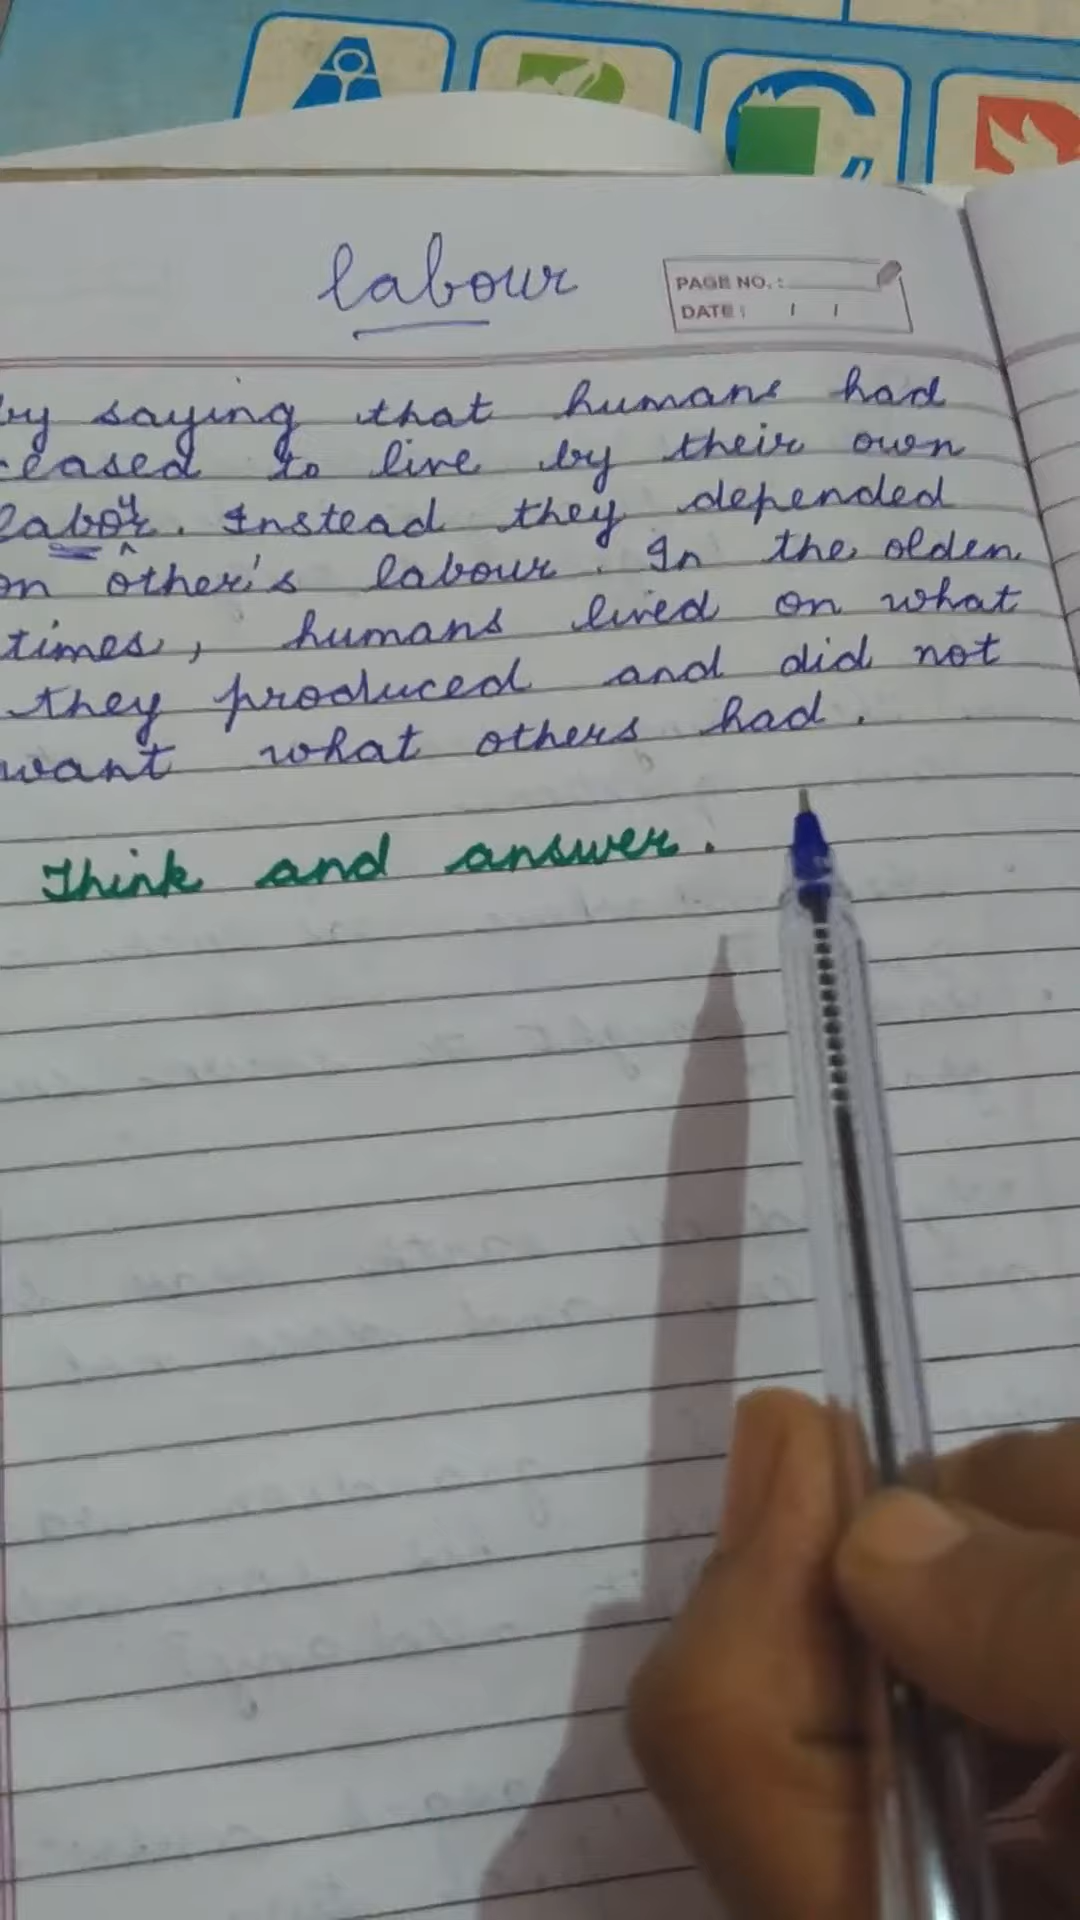 labour
PAGE NO. :
DATE : / /
by saying that humans had
ceased to live by their own
labour. Instead they depended
on other's labour. In the olden
times, humans lived on what
they produced and did not
want what others had.
Think and answer.